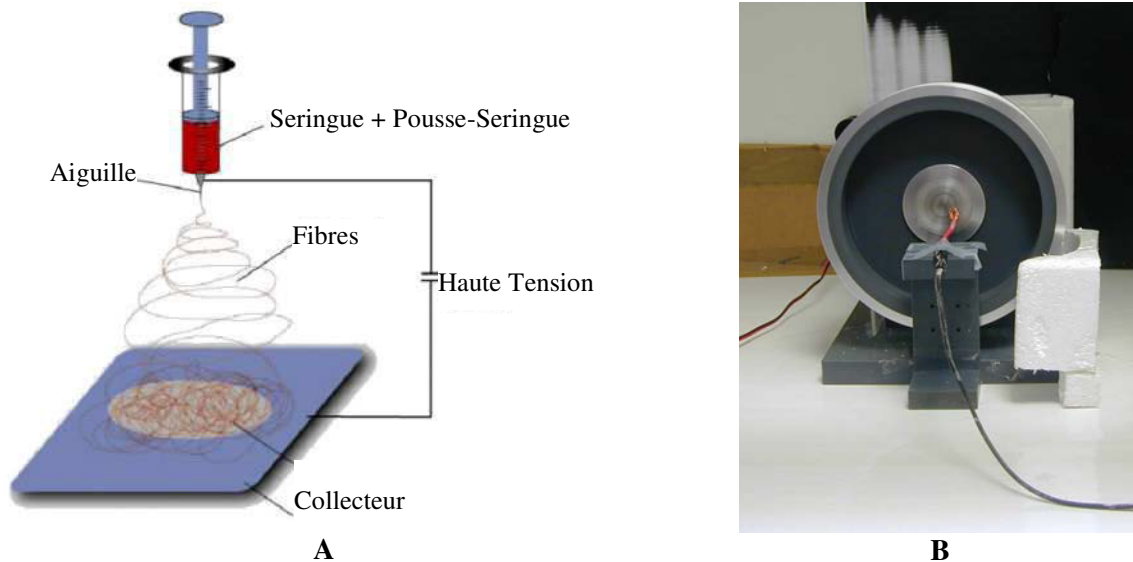 Seringue + Pousse-Seringue
Aiguille
Fibres
Haute Tension
Collecteur
A
B